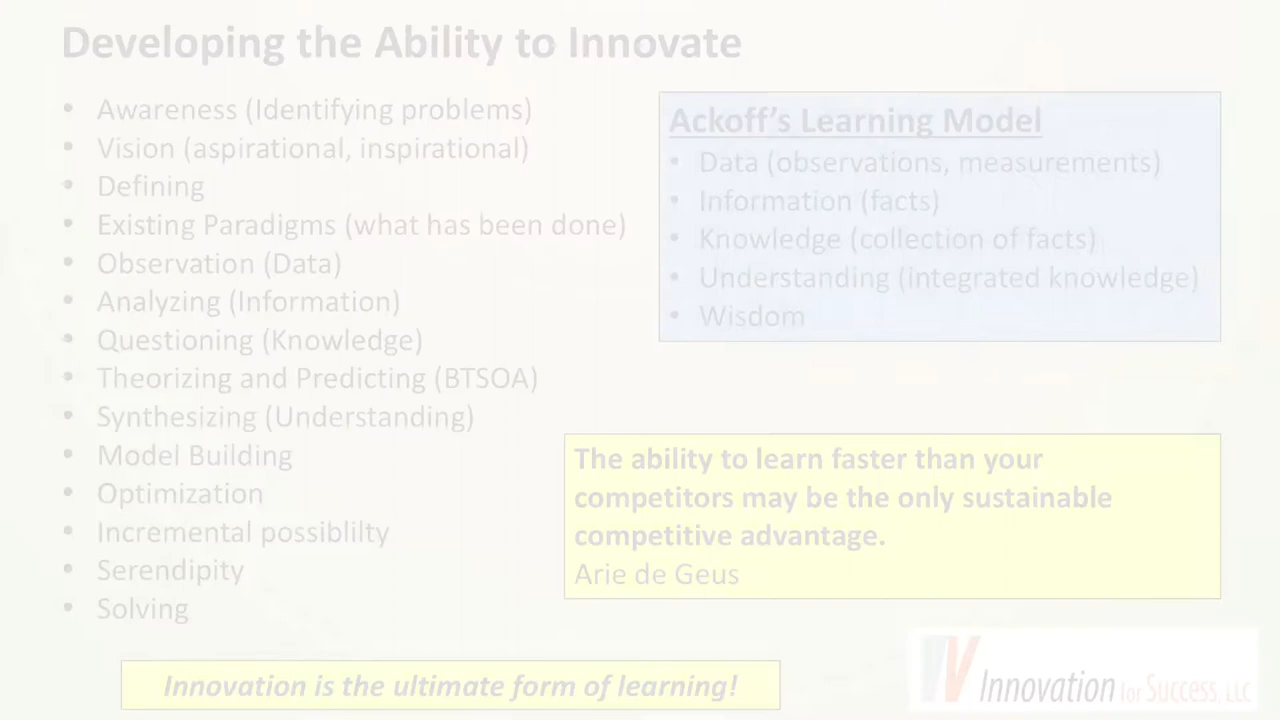 Developing the Ability to Innovate
• Awareness (Identifying problems)
• Vision (aspirational, inspirational)
• Defining
• Existing Paradigms (what has been done)
• Observation (Data)
• Analyzing (Information)
• Questioning (Knowledge)
• Theorizing and Predicting (BTSOA)
• Synthesizing (Understanding)
• Model Building
• Optimization
• Incremental possiblilty
• Serendipity
• Solving
Ackoff's Learning Model
• Data (observations, measurements)
• Information (facts)
• Knowledge (collection of facts)
• Understanding (integrated knowledge)
• Wisdom
The ability to learn faster than your
competitors may be the only sustainable
competitive advantage.
Arie de Geus
Innovation is the ultimate form of learning!
Innovation for Success, LLC